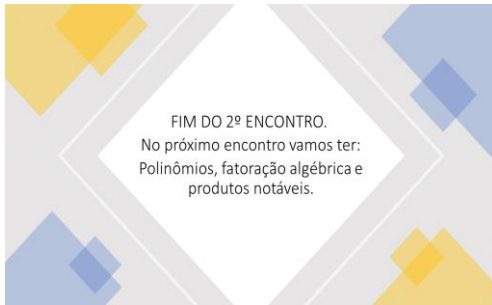 FIM DO 2º ENCONTRO.
No próximo encontro vamos ter:
Polinômios, fatoração algébrica e
produtos notáveis.